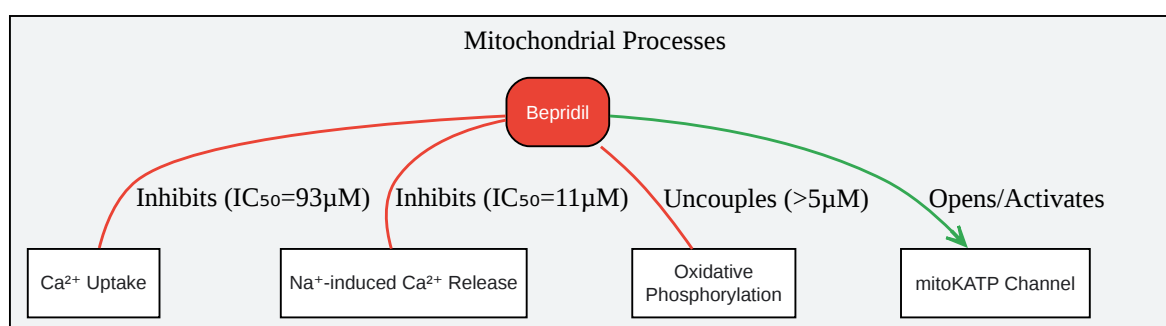 Mitochondrial Processes
Bepridil
Inhibits (IC₅₀=93µM)
Inhibits (IC₅₀=11µM)
Uncouples (>5µM)
Opens/Activates
Ca²⁺ Uptake
Na⁺-induced Ca²⁺ Release
Oxidative
Phosphorylation
mitoKATP Channel